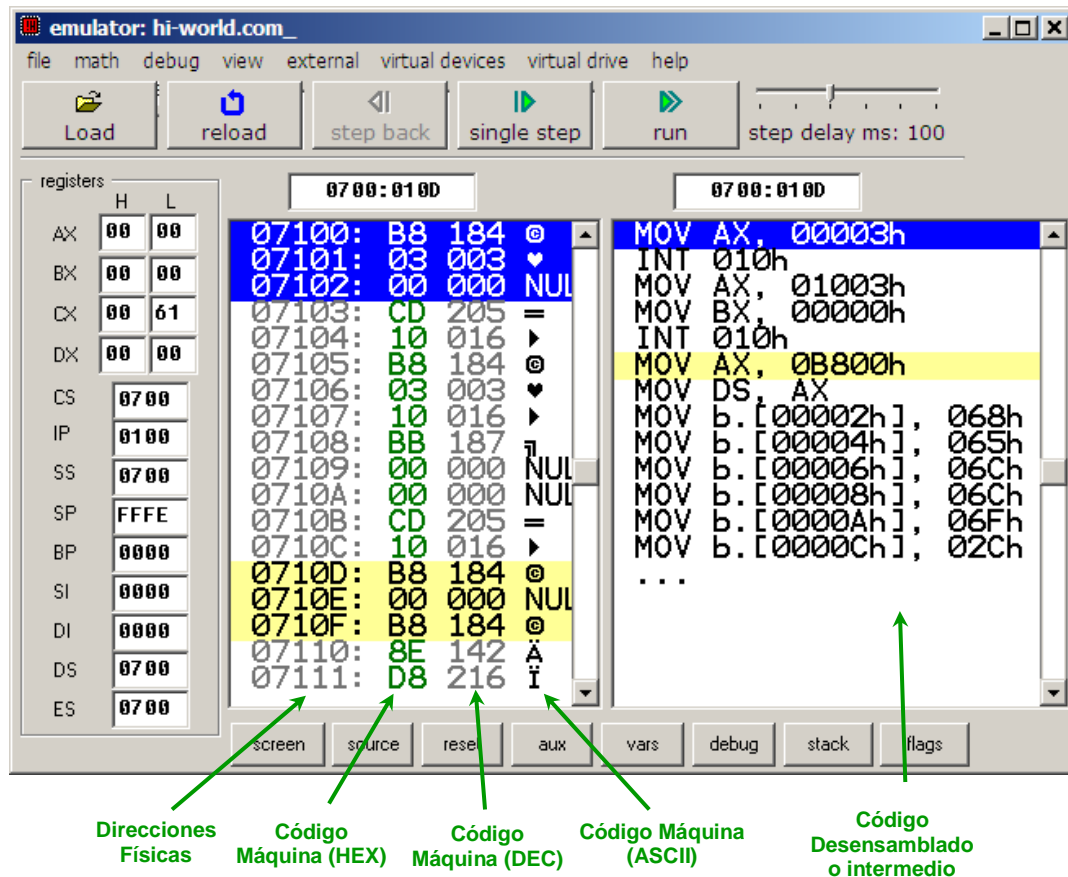 emulator: hi-world.com_
file math debug view external virtual devices virtual drive help
Load reload step back single step run step delay ms: 100
registers
H L
AX 00 00
BX 00 00
CX 00 61
DX 00 00
CS 0700
IP 0100
SS 0700
SP FFFE
BP 0000
SI 0000
DI 0000
DS 0700
ES 0700
0700:010D
07100: B8 184 ©
07101: 03 003 ♥
07102: 00 000 NUL
07103: CD 205 ═
07104: 10 016 ►
07105: B8 184 ©
07106: 03 003 ♥
07107: 10 016 ►
07108: BB 187 ╗
07109: 00 000 NUL
0710A: 00 000 NUL
0710B: CD 205 ═
0710C: 10 016 ►
0710D: B8 184 ©
0710E: 00 000 NUL
0710F: B8 184 ©
07110: 8E 142 Ä
07111: D8 216 Ï
0700:010D
MOV AX, 00003h
INT 010h
MOV AX, 01003h
MOV BX, 00000h
INT 010h
MOV AX, 0B800h
MOV DS, AX
MOV b.[00002h], 068h
MOV b.[00004h], 065h
MOV b.[00006h], 06Ch
MOV b.[00008h], 06Ch
MOV b.[0000Ah], 06Fh
MOV b.[0000Ch], 02Ch
...
screen source reset aux vars debug stack flags
Direcciones
Físicas
Código
Máquina (HEX)
Código
Máquina (DEC)
Código Máquina
(ASCII)
Código
Desensamblado
o intermedio